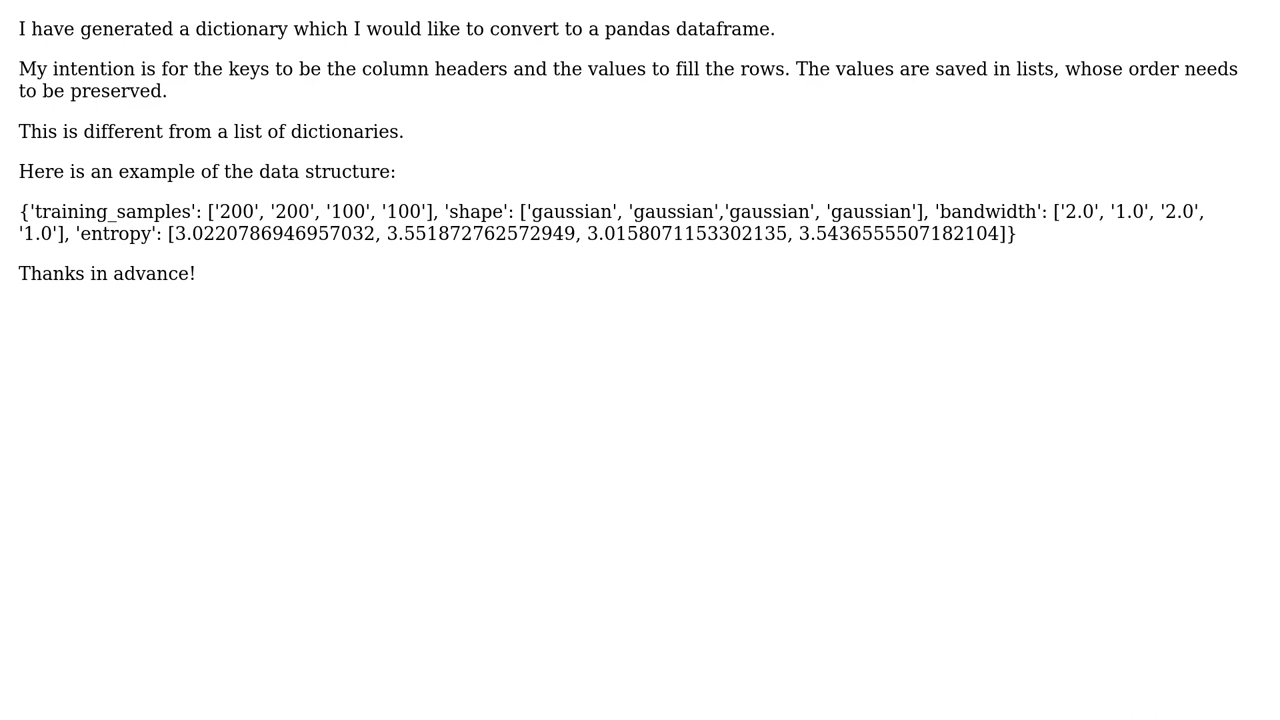 I have generated a dictionary which I would like to convert to a pandas dataframe.
My intention is for the keys to be the column headers and the values to fill the rows. The values are saved in lists, whose order needs
to be preserved.
This is different from a list of dictionaries.
Here is an example of the data structure:
{'training_samples': ['200', '200', '100', '100'], 'shape': ['gaussian', 'gaussian','gaussian', 'gaussian'], 'bandwidth': ['2.0', '1.0', '2.0',
'1.0'], 'entropy': [3.0220786946957032, 3.551872762572949, 3.0158071153302135, 3.5436555507182104]}
Thanks in advance!